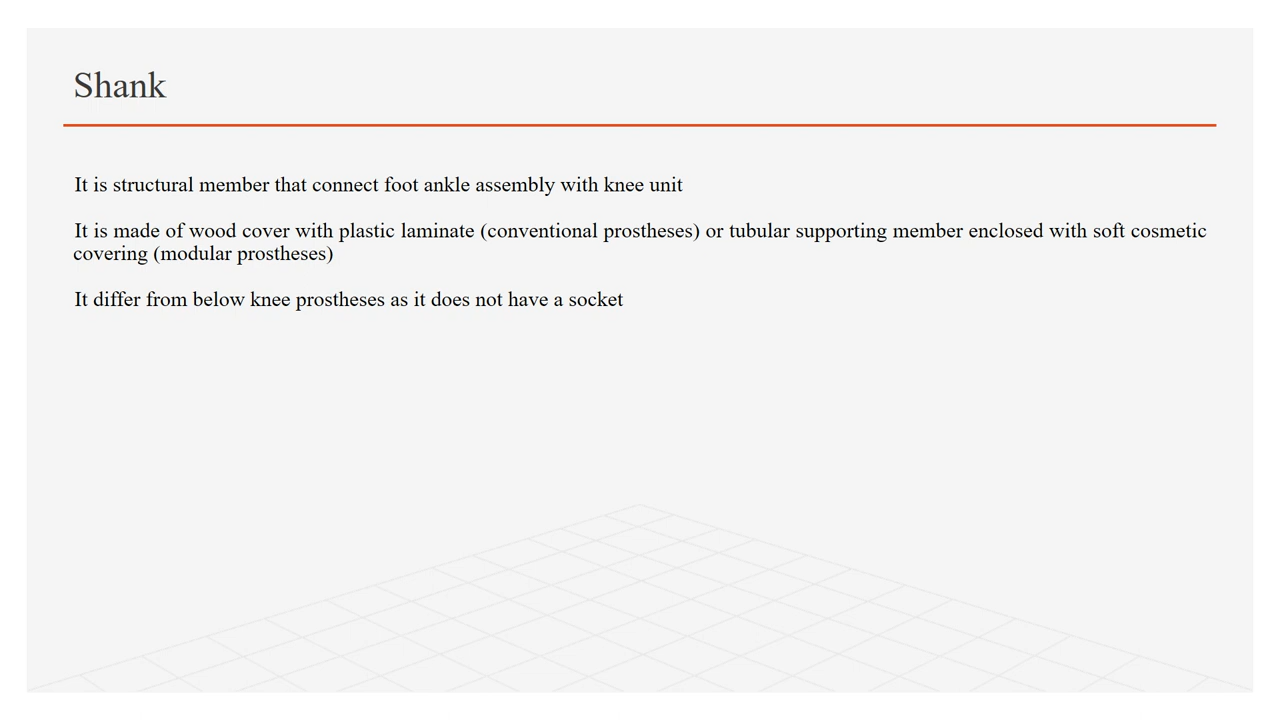 Shank
It is structural member that connect foot ankle assembly with knee unit
It is made of wood cover with plastic laminate (conventional prostheses) or tubular supporting member enclosed with soft cosmetic
covering (modular prostheses)
It differ from below knee prostheses as it does not have a socket